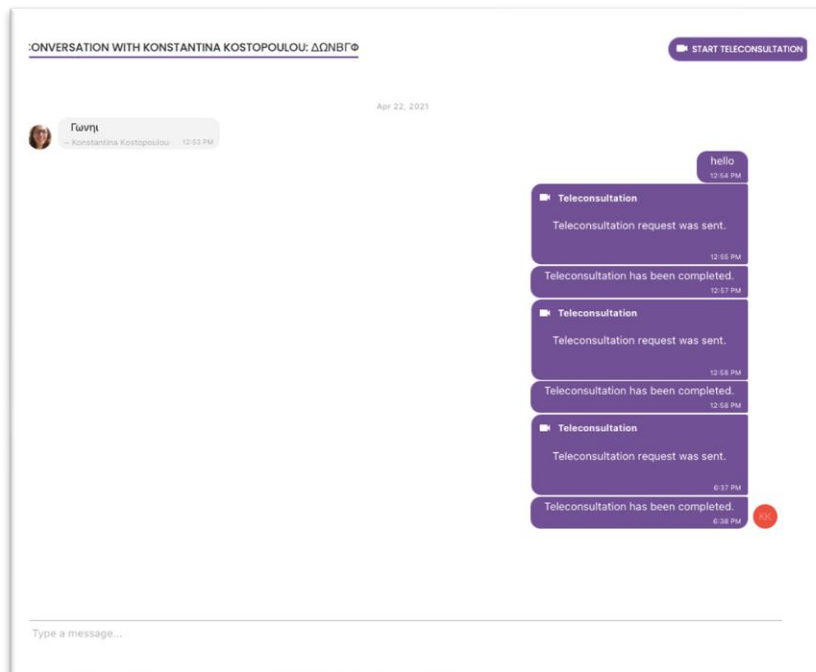 :ONVERSATION WITH KONSTANTINA KOSTOPOULOU: ΔΩΝΒΓΦ
START TELECONSULTATION
Apr 22, 2021
Γωνηι
– Konstantina Kostopoulou 12:53 PM
hello
12:54 PM
Teleconsultation
Teleconsultation request was sent.
12:55 PM
Teleconsultation has been completed.
12:57 PM
Teleconsultation
Teleconsultation request was sent.
12:58 PM
Teleconsultation has been completed.
12:58 PM
Teleconsultation
Teleconsultation request was sent.
6:37 PM
Teleconsultation has been completed.
6:38 PM
KK
Type a message...